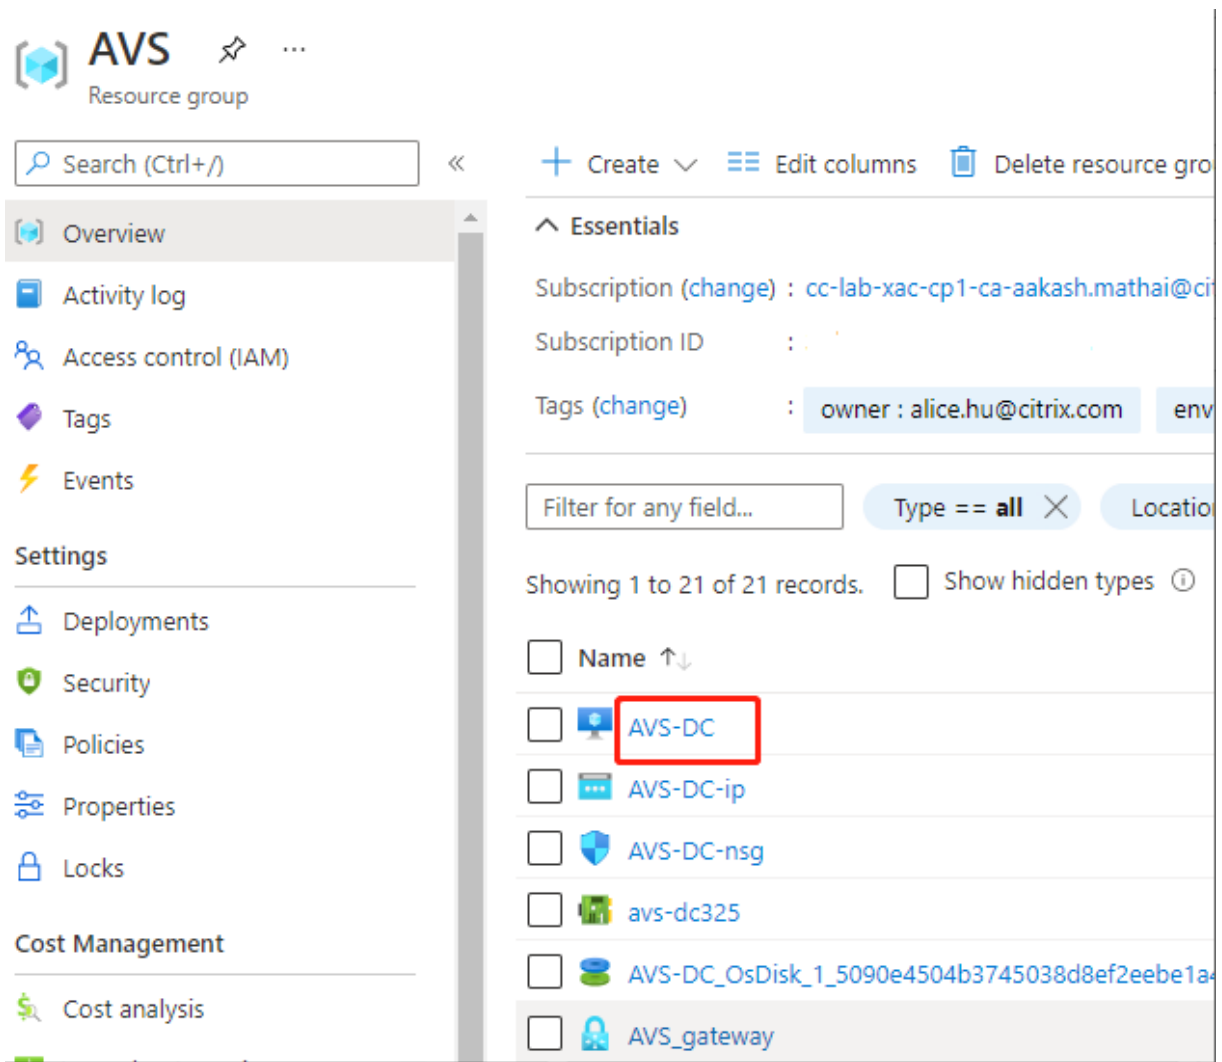 AVS
Resource group
Search (Ctrl+/)
Overview
Activity log
Access control (IAM)
Tags
Events
Settings
Deployments
Security
Policies
Properties
Locks
Cost Management
Cost analysis
Create
Edit columns
Delete resource gro
Essentials
Subscription (change) : cc-lab-xac-cp1-ca-aakash.mathai@cit
Subscription ID :
Tags (change) : owner : alice.hu@citrix.com env
Filter for any field... Type == all Location
Showing 1 to 21 of 21 records. Show hidden types
Name
AVS-DC
AVS-DC-ip
AVS-DC-nsg
avs-dc325
AVS-DC_OsDisk_1_5090e4504b3745038d8ef2eebe1a4
AVS_gateway